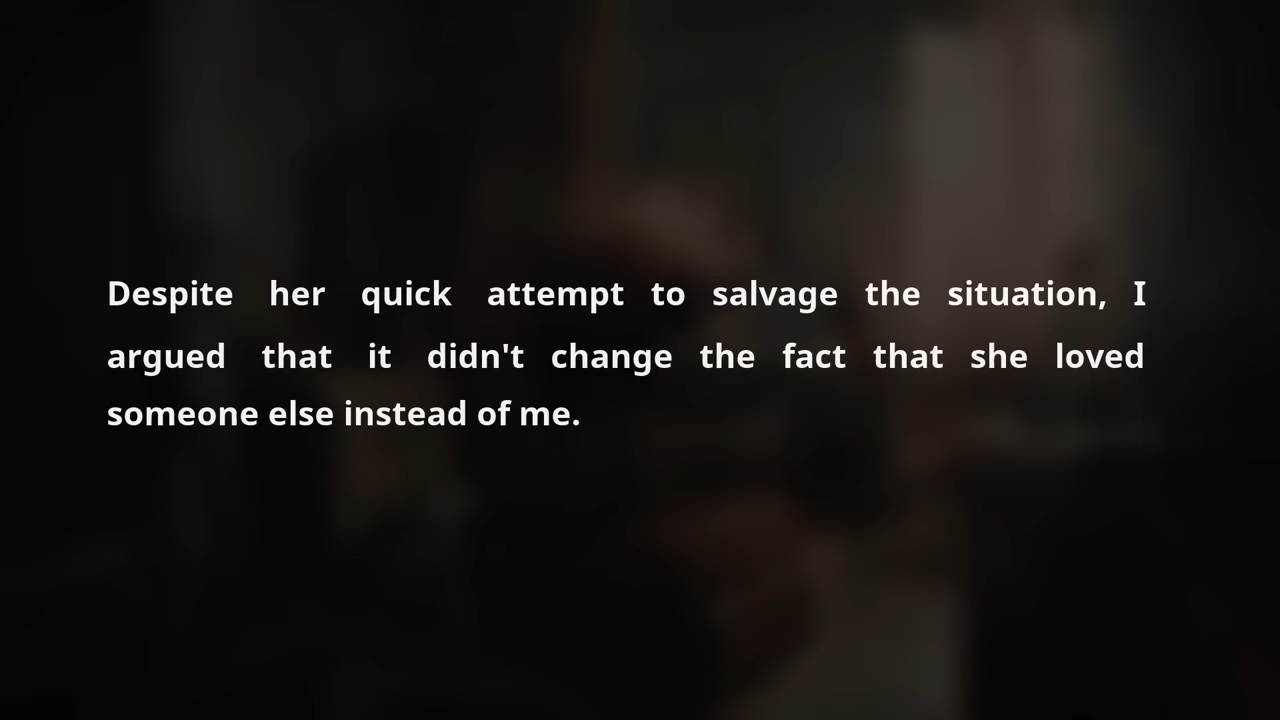 Despite her quick attempt to salvage the situation, I
argued that it didn't change the fact that she loved
someone else instead of me.